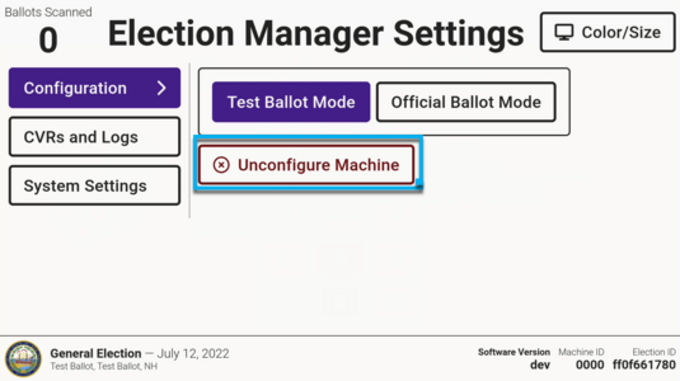 Ballots Scanned
0
Election Manager Settings
Color/Size
Configuration
CVRs and Logs
System Settings
Test Ballot Mode
Official Ballot Mode
Unconfigure Machine
General Election — July 12, 2022
Test Ballot, Test Ballot, NH
Software Version
dev
Machine ID
0000
Election ID
ff0f661780